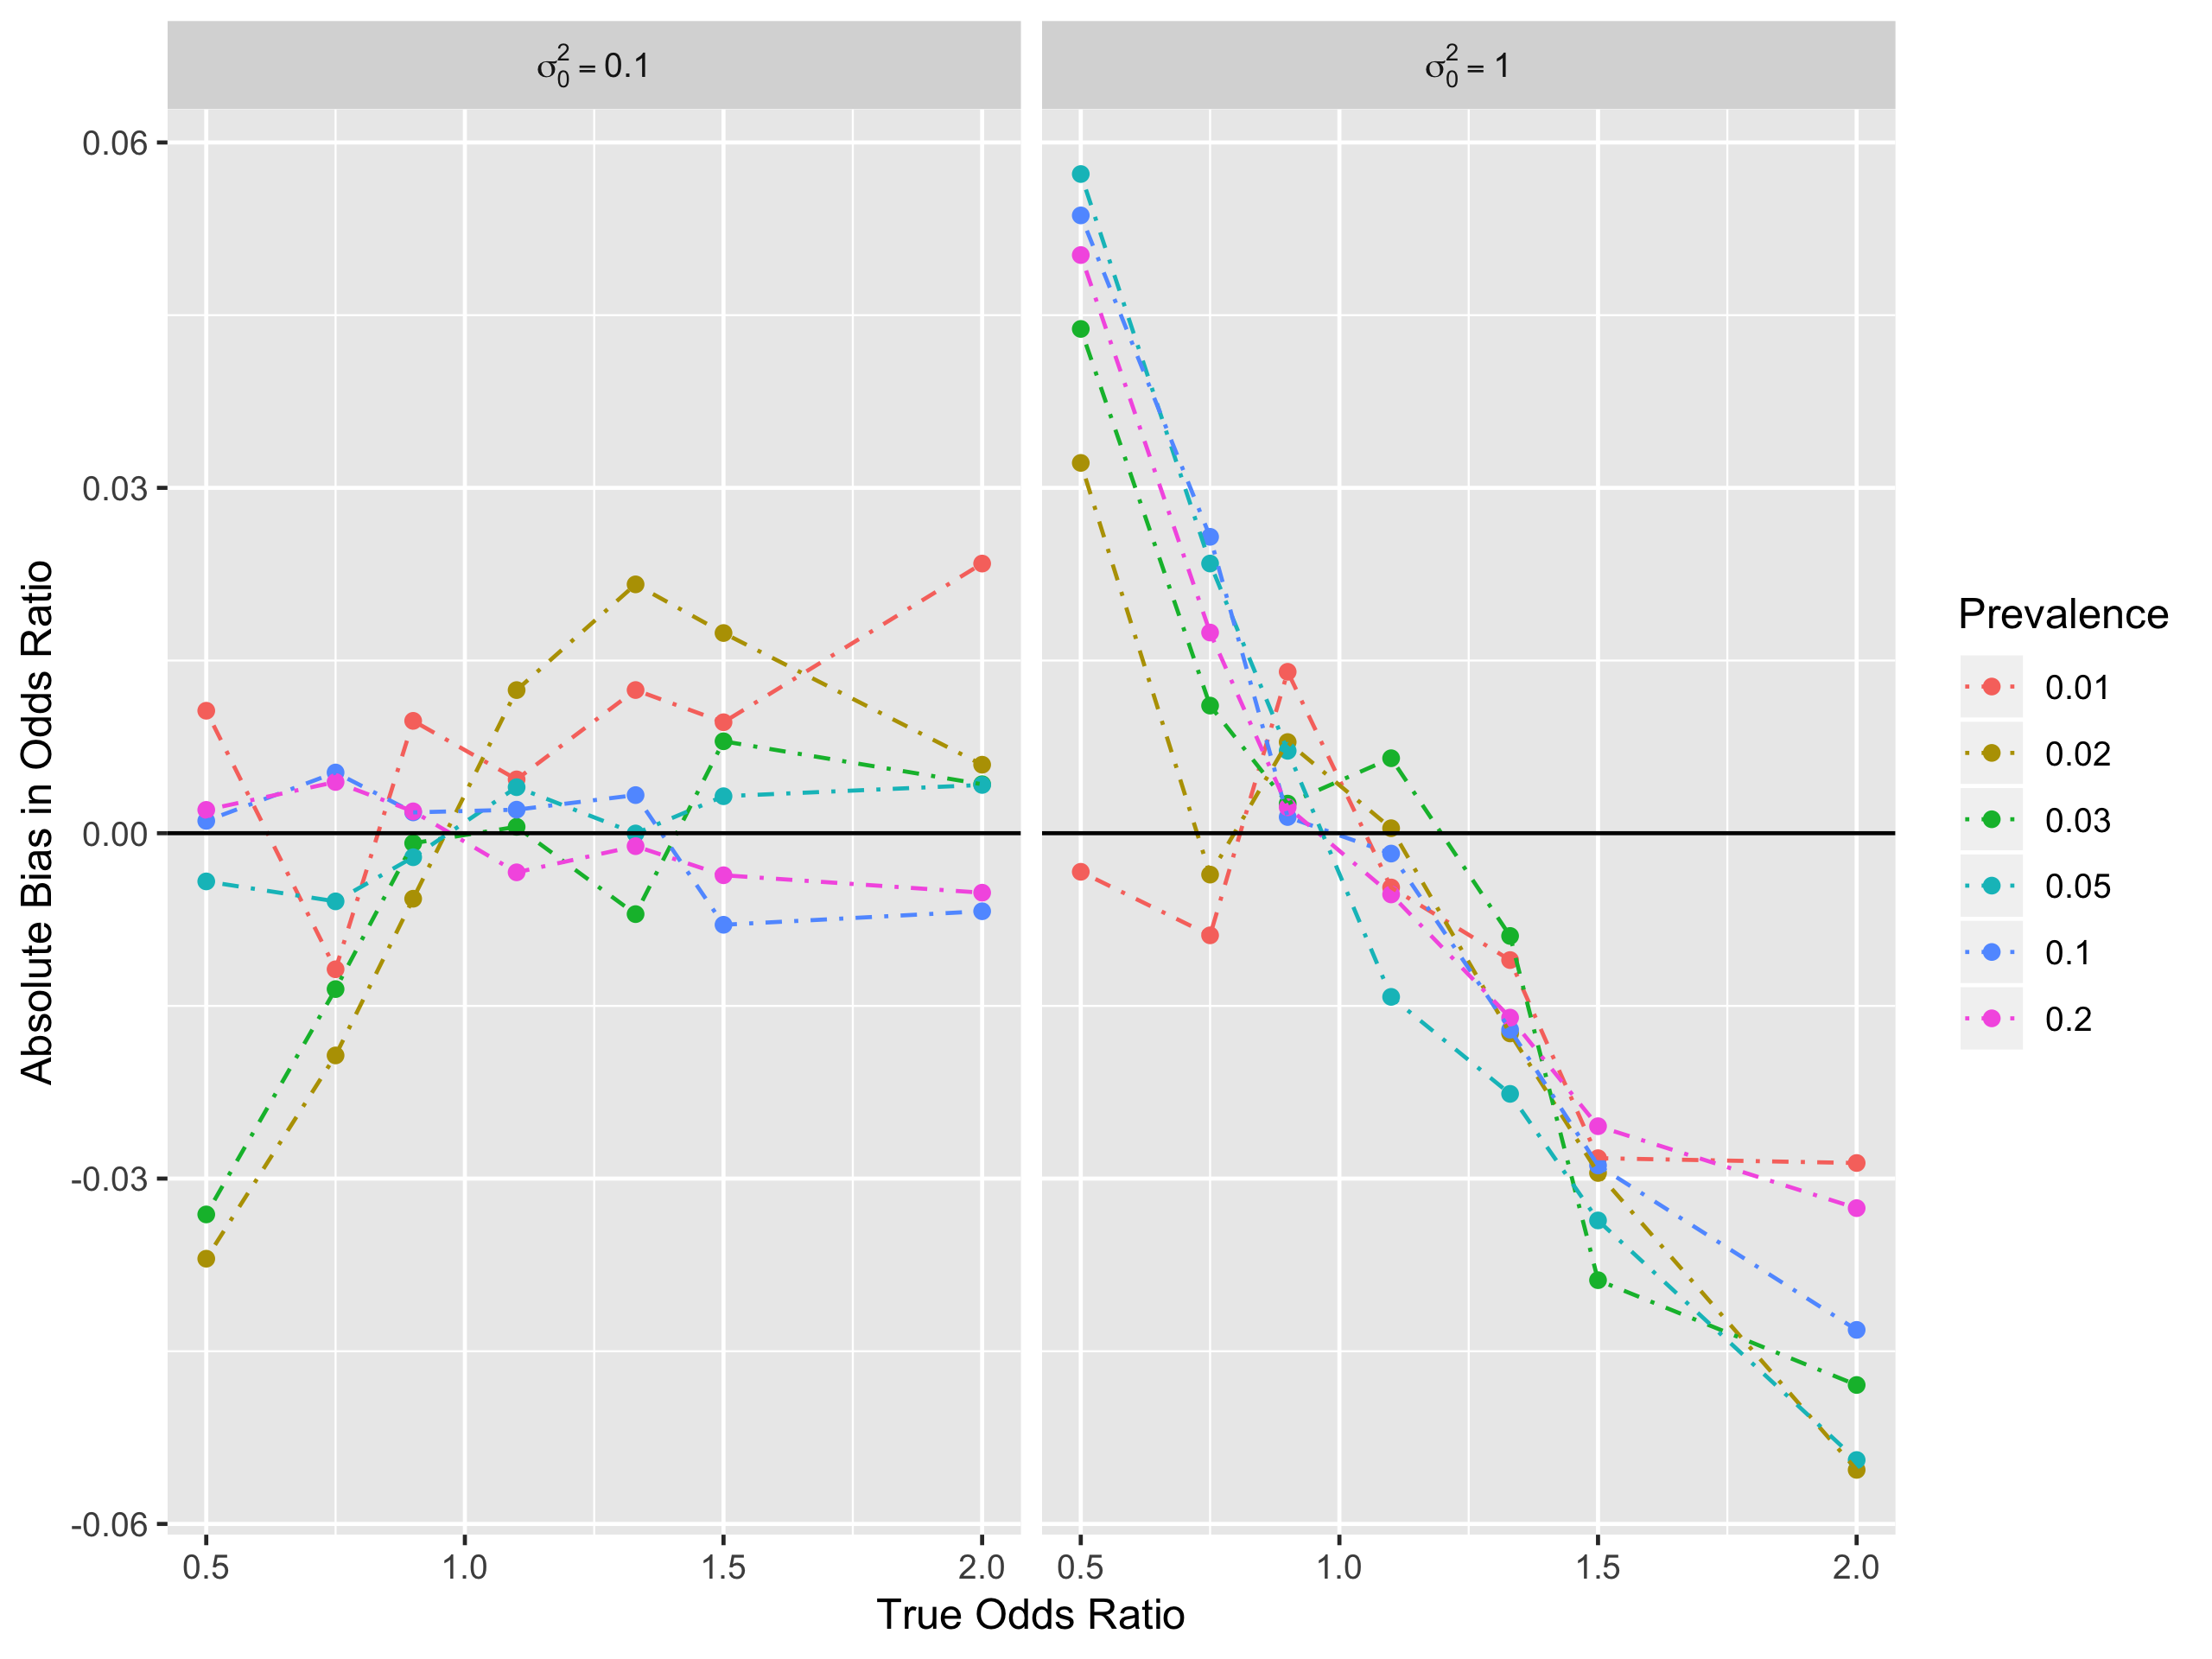 σ₀² = 0.1
σ₀² = 1
Absolute Bias in Odds Ratio
0.06
0.03
0.00
-0.03
-0.06
0.5 1.0 1.5 2.0
0.5 1.0 1.5 2.0
True Odds Ratio
Prevalence
0.01
0.02
0.03
0.05
0.1
0.2